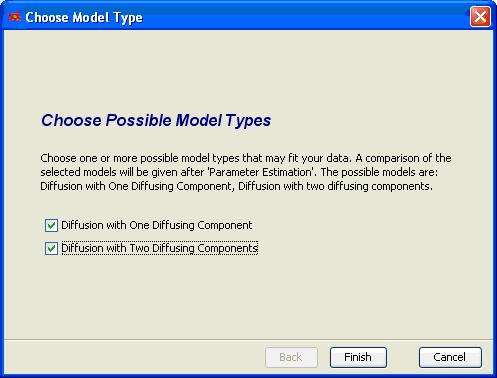 Choose Model Type
Choose Possible Model Types
Choose one or more possible model types that may fit your data. A comparison of the
selected models will be given after 'Parameter Estimation'. The possible models are:
Diffusion with One Diffusing Component, Diffusion with two diffusing components.
Diffusion with One Diffusing Component
Diffusion with Two Diffusing Components
Back
Finish
Cancel